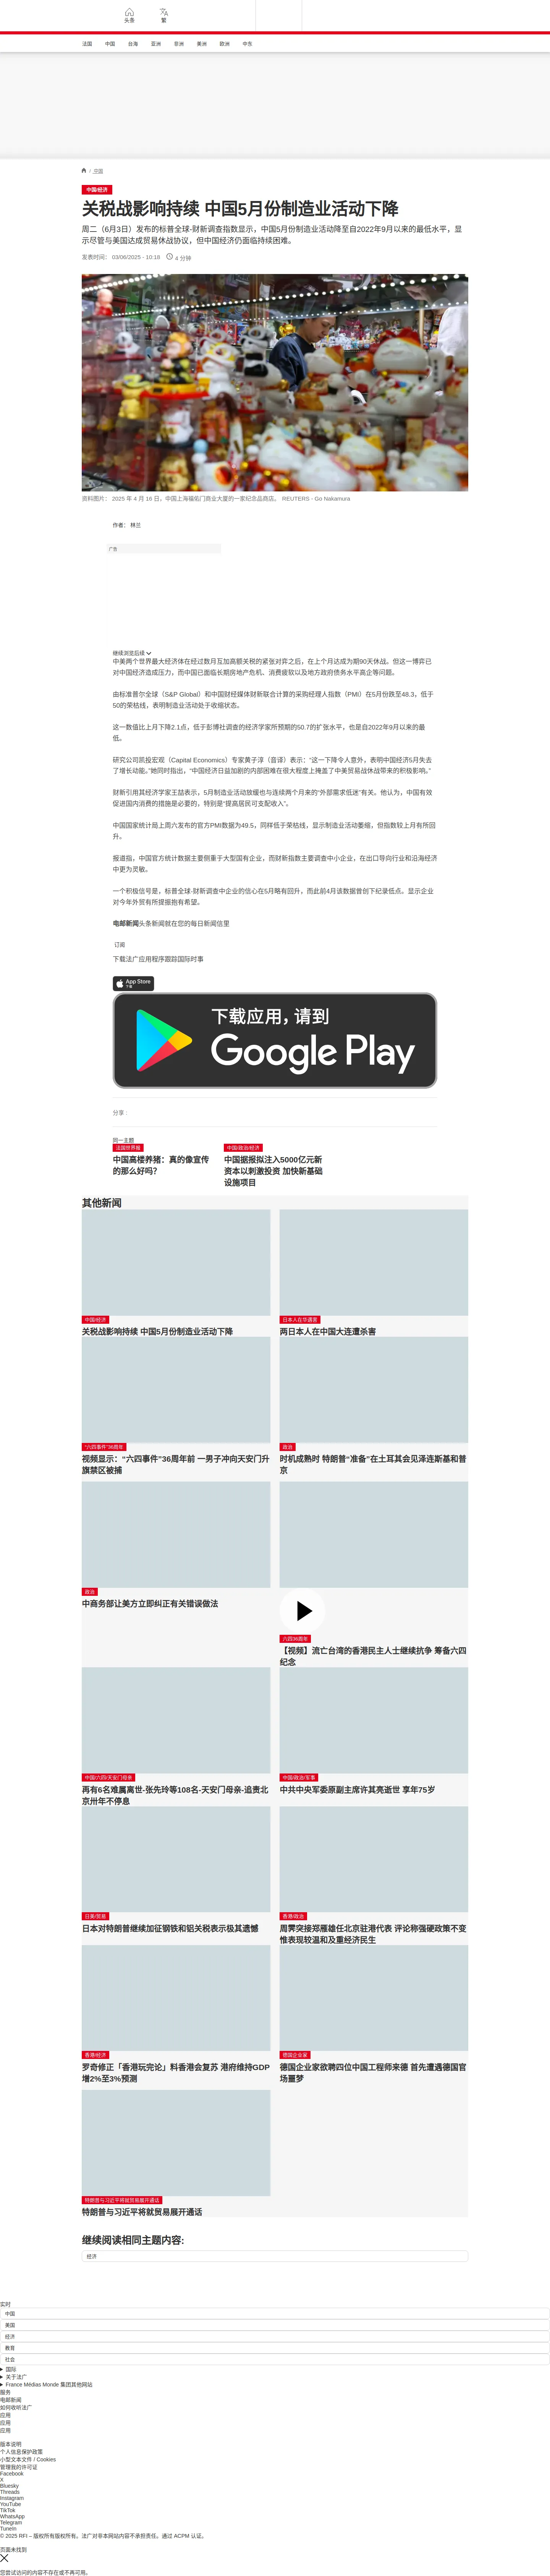 头条
繁
法国
中国
台海
亚洲
非洲
美洲
欧洲
中东
/ 中国
中国/经济
关税战影响持续 中国5月份制造业活动下降
周二（6月3日）发布的标普全球-财新调查指数显示，中国5月份制造业活动降至自2022年9月以来的最低水平，显
示尽管与美国达成贸易休战协议，但中国经济仍面临持续困难。
发表时间： 03/06/2025 - 10:18
4 分钟
资料图片： 2025 年 4 月 16 日，中国上海福佑门商业大厦的一家纪念品商店。 REUTERS - Go Nakamura
作者： 林兰
广告
继续浏览后续
中美两个世界最大经济体在经过数月互加高额关税的紧张对弈之后，在上个月达成为期90天休战。但这一博弈已
对中国经济造成压力，而中国已面临长期房地产危机、消费疲软以及地方政府债务水平高企等问题。
由标准普尔全球（S&P Global）和中国财经媒体财新联合计算的采购经理人指数（PMI）在5月份跌至48.3，低于
50的荣枯线，表明制造业活动处于收缩状态。
这一数值比上月下降2.1点，低于彭博社调查的经济学家所预期的50.7的扩张水平，也是自2022年9月以来的最
低。
研究公司凯投宏观（Capital Economics）专家黄子淳（音译）表示：“这一下降令人意外，表明中国经济5月失去
了增长动能。”她同时指出，“中国经济日益加剧的内部困难在很大程度上掩盖了中美贸易战休战带来的积极影响。”
财新引用其经济学家王喆表示，5月制造业活动放缓也与连续两个月来的“外部需求低迷”有关。他认为，中国有效
促进国内消费的措施是必要的，特别是“提高居民可支配收入”。
中国国家统计局上周六发布的官方PMI数据为49.5，同样低于荣枯线，显示制造业活动萎缩，但指数较上月有所回
升。
报道指，中国官方统计数据主要侧重于大型国有企业，而财新指数主要调查中小企业，在出口导向行业和沿海经济
中更为灵敏。
一个积极信号是，标普全球-财新调查中企业的信心在5月略有回升，而此前4月该数据曾创下纪录低点。显示企业
对今年外贸有所提振抱有希望。
电邮新闻头条新闻就在您的每日新闻信里
订阅
下载法广应用程序跟踪国际时事
App Store
下载
下载应用，请到
Google Play
分享 :
同一主题
法国世界报
中国高楼养猪：真的像宣传
的那么好吗？
中国/政治/经济
中国据报拟注入5000亿元新
资本以刺激投资 加快新基础
设施项目
其他新闻
中国/经济
关税战影响持续 中国5月份制造业活动下降
日本人在华遇害
两日本人在中国大连遭杀害
“六四事件”36周年
视频显示：“六四事件”36周年前 一男子冲向天安门升
旗禁区被捕
政治
时机成熟时 特朗普“准备”在土耳其会见泽连斯基和普
京
政治
中商务部让美方立即纠正有关错误做法
六四36周年
【视频】流亡台湾的香港民主人士继续抗争 筹备六四
纪念
中国/六四/天安门母亲
再有6名难属离世-张先玲等108名-天安门母亲-追责北
京卅年不停息
中国/政治/军事
中共中央军委原副主席许其亮逝世 享年75岁
日美/贸易
日本对特朗普继续加征钢铁和铝关税表示极其遗憾
香港/政治
周霁突接郑雁雄任北京驻港代表 评论称强硬政策不变
惟表现较温和及重经济民生
香港/经济
罗奇修正「香港玩完论」料香港会复苏 港府维持GDP
增2%至3%预测
德国企业家
德国企业家欲聘四位中国工程师来德 首先遭遇德国官
场噩梦
特朗普与习近平将就贸易展开通话
特朗普与习近平将就贸易展开通话
继续阅读相同主题内容:
经济
实时
中国
美国
经济
教育
社会
国际
关于法广
France Médias Monde 集团其他网站
服务
电邮新闻
如何收听法广
应用
应用
应用
版本说明
个人信息保护政策
小型文本文件 / Cookies
管理我的许可证
Facebook
X
Bluesky
Threads
Instagram
YouTube
TikTok
WhatsApp
Telegram
TuneIn
© 2025 RFI – 版权所有版权所有。法广对非本网站内容不承担责任。通过 ACPM 认证。
页面未找到
您尝试访问的内容不存在或不再可用。